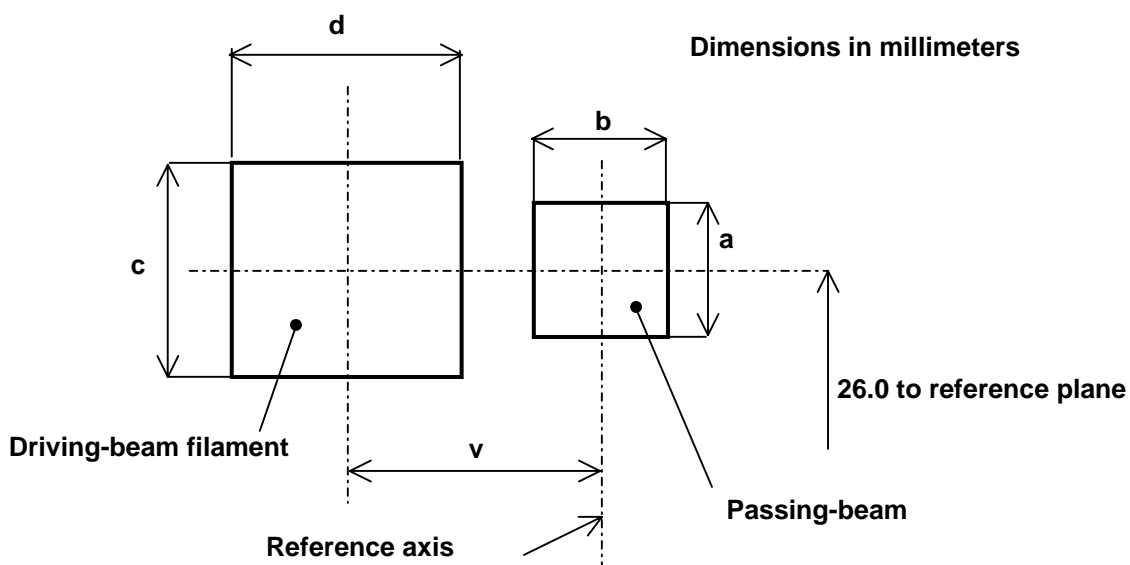 d
Dimensions in millimeters
b
a
c
26.0 to reference plane
Driving-beam filament
v
Passing-beam
Reference axis